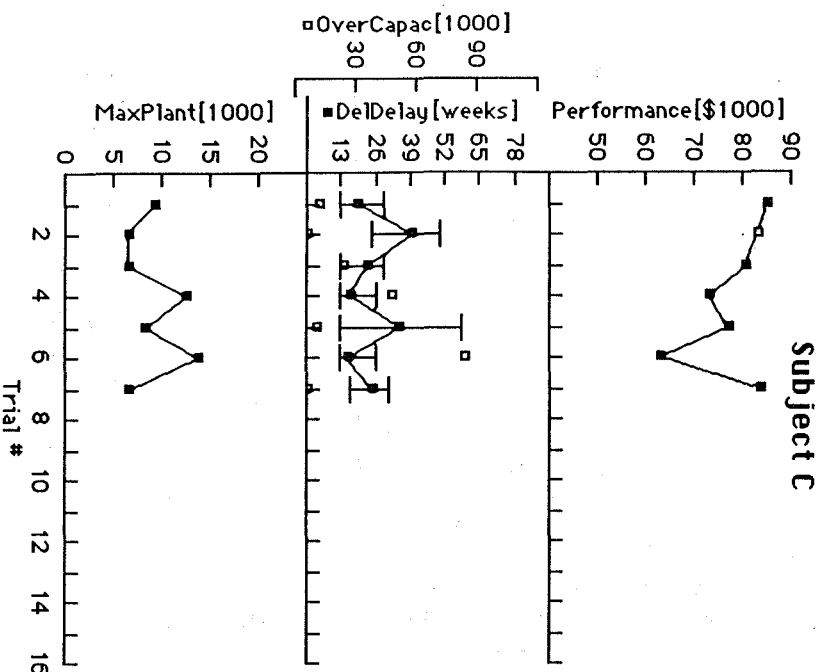 Subject C
Performance[$1000]
50 60 70 80 90
■DelDelay[weeks]
13 26 39 52 65 78
▫OverCapac[1000]
30 60 90
MaxPlant[1000]
0 5 10 15 20
2 4 6 8 10 12 14 16
Trial #